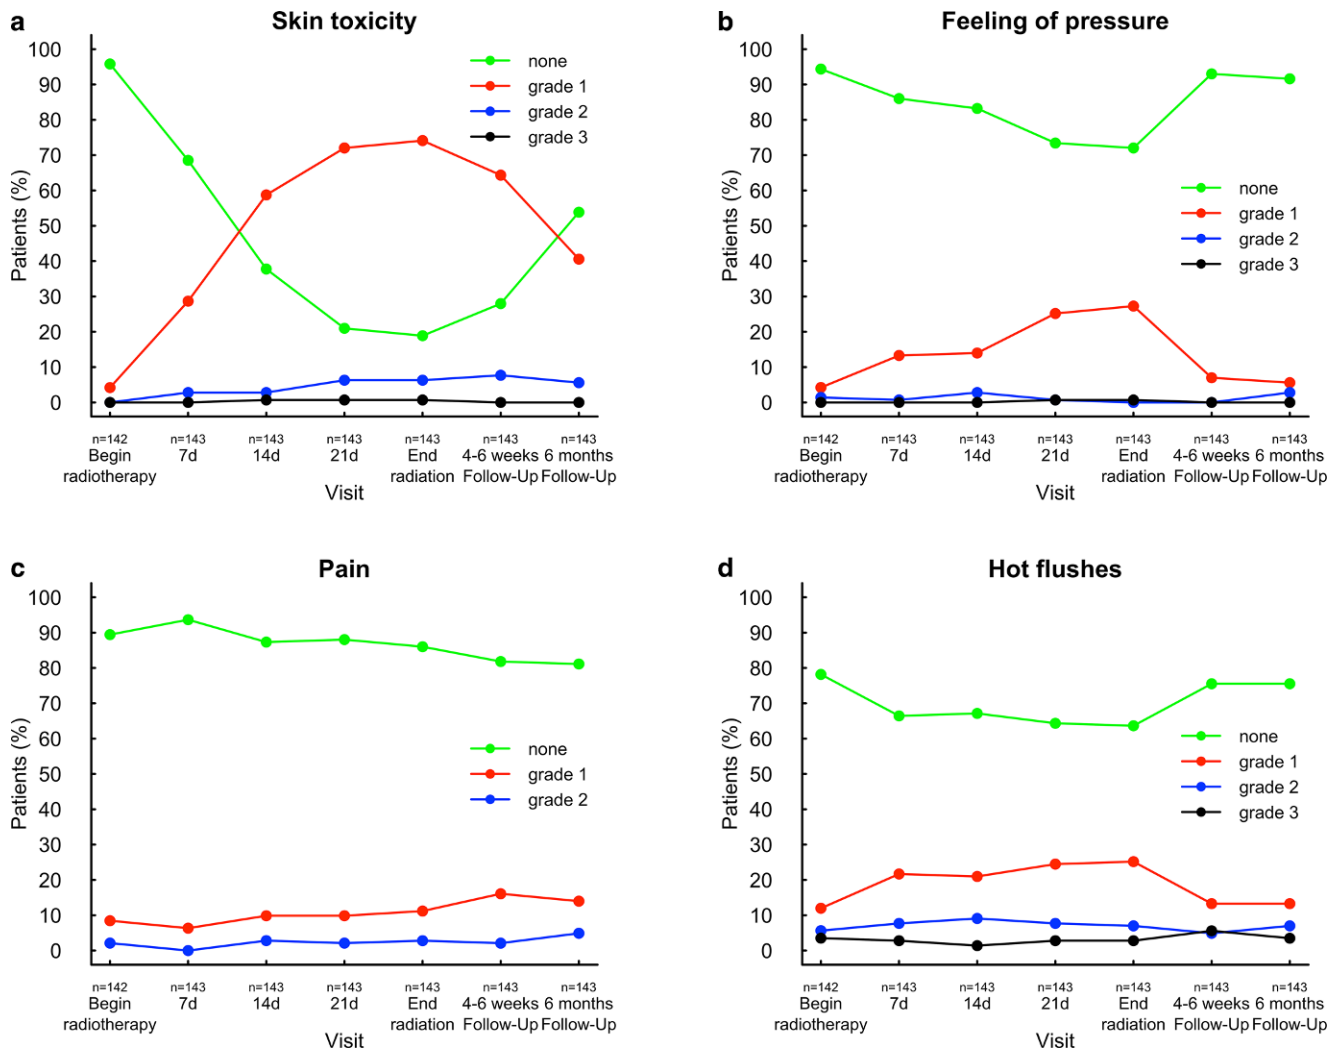 a
Skin toxicity
100
90
80
70
60
50
40
30
20
10
0
Patients (%)
none
grade 1
grade 2
grade 3
n=142 n=143 n=143 n=143 n=143 n=143 n=143
Begin 7d 14d 21d End 4-6 weeks 6 months
radiotherapy radiation Follow-Up Follow-Up
Visit
b
Feeling of pressure
100
90
80
70
60
50
40
30
20
10
0
Patients (%)
none
grade 1
grade 2
grade 3
n=142 n=143 n=143 n=143 n=143 n=143 n=143
Begin 7d 14d 21d End 4-6 weeks 6 months
radiotherapy radiation Follow-Up Follow-Up
Visit
c
Pain
100
90
80
70
60
50
40
30
20
10
0
Patients (%)
none
grade 1
grade 2
n=142 n=143 n=143 n=143 n=143 n=143 n=143
Begin 7d 14d 21d End 4-6 weeks 6 months
radiotherapy radiation Follow-Up Follow-Up
Visit
d
Hot flushes
100
90
80
70
60
50
40
30
20
10
0
Patients (%)
none
grade 1
grade 2
grade 3
n=142 n=143 n=143 n=143 n=143 n=143 n=143
Begin 7d 14d 21d End 4-6 weeks 6 months
radiotherapy radiation Follow-Up Follow-Up
Visit